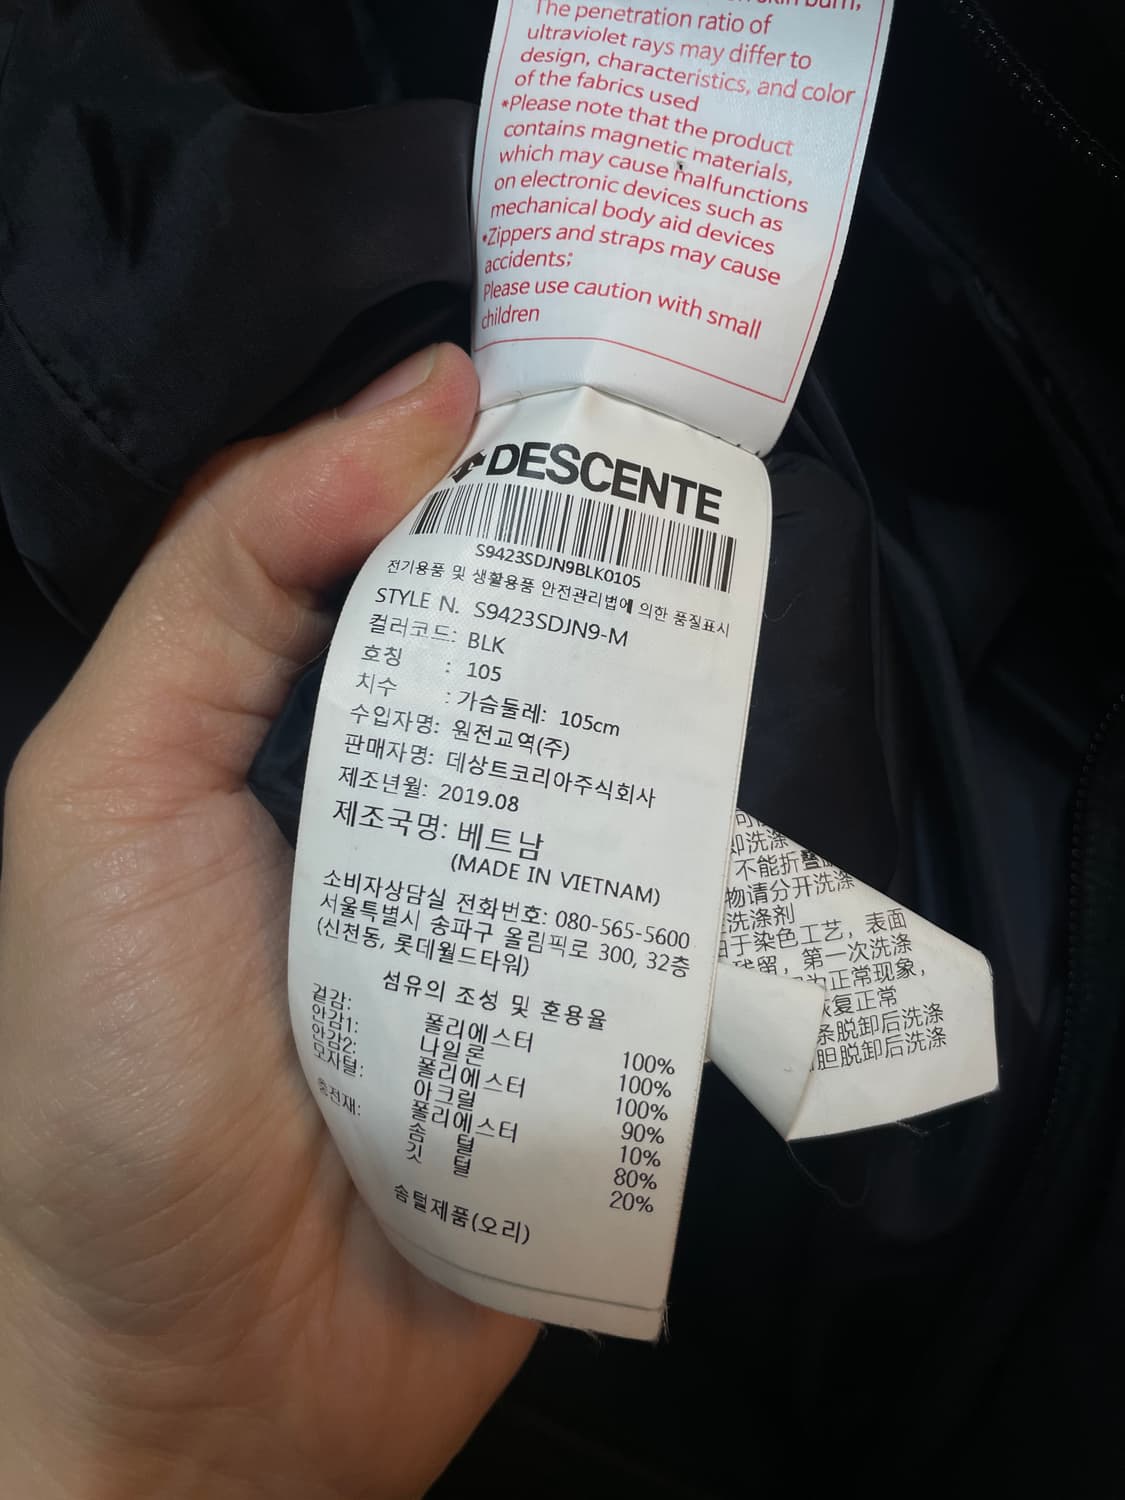 skin burn,
The penetration ratio of
ultraviolet rays may differ to
design, characteristics, and color
of the fabrics used
*Please note that the product
contains magnetic materials,
which may cause malfunctions
on electronic devices such as
mechanical body aid devices
*Zippers and straps may cause
accidents;
Please use caution with small
children
DESCENTE
S9423SDJN9BLK0105
전기용품 및 생활용품 안전관리법에 의한 품질표시
STYLE N. S9423SDJN9-M
컬러코드: BLK
호칭 : 105
치수 : 가슴둘레: 105cm
수입자명: 원전교역(주)
판매자명: 데상트코리아주식회사
제조년월: 2019.08
제조국명: 베트남
(MADE IN VIETNAM)
소비자상담실 전화번호: 080-565-5600
서울특별시 송파구 올림픽로 300, 32층
(신천동, 롯데월드타워)
섬유의 조성 및 혼용율
겉감: 폴리에스터 100%
안감1: 나일론 100%
안감2: 폴리에스터 100%
모자털: 아크릴 90%
폴리에스터 10%
충전재: 솜 털 80%
깃 털 20%
솜털제품(오리)
即洗涤
不能折叠
物请分开洗涤
洗涤剂
于染色工艺，表面
残留，第一次洗涤
为正常现象，
恢复正常
条脱卸后洗涤
胆脱卸后洗涤